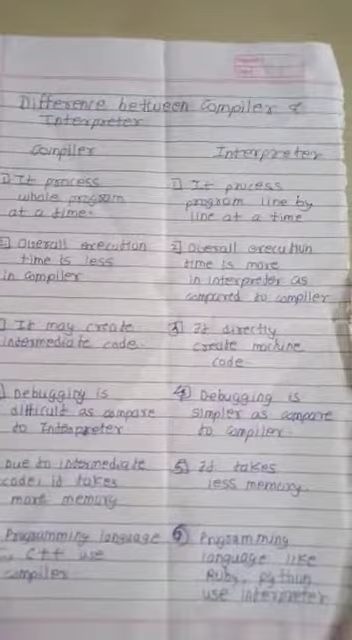 Difference between Compiler &
Interpreter
Compiler
1) It process
whole program
at a time.
2) Overall execution
time is less
in compiler
) It may create
intermediate code.
) Debugging is
difficult as compare
to Interpreter
Due to intermediate
code, it takes
more memory
Programming language
C++ use
compiler
Interpreter
1) It process
program line by
line at a time
2) Overall execution
time is more
in interpreter as
compared to compiler
3) It directly
create machine
code.
4) Debugging is
simpler as compare
to compiler.
5) It takes
less memory.
6) Programming
language like
Ruby, python
use interpreter